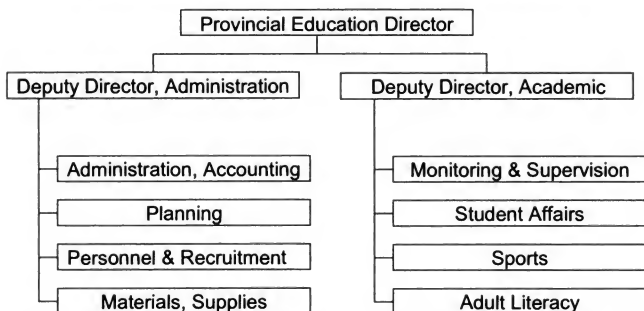 Provincial Education Director
Deputy Director, Administration
Administration, Accounting
Planning
Personnel & Recruitment
Materials, Supplies
Deputy Director, Academic
Monitoring & Supervision
Student Affairs
Sports
Adult Literacy